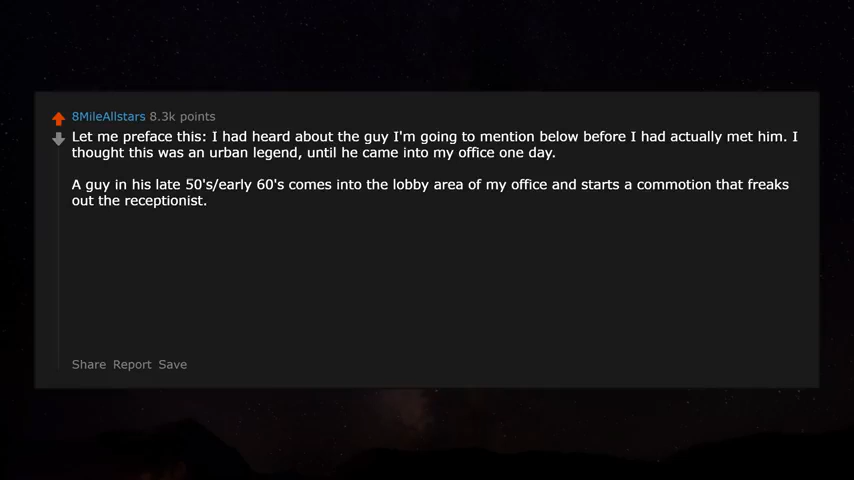 8MileAllstars 8.3k points
Let me preface this: I had heard about the guy I'm going to mention below before I had actually met him. I
thought this was an urban legend, until he came into my office one day.
A guy in his late 50's/early 60's comes into the lobby area of my office and starts a commotion that freaks
out the receptionist.
Share Report Save